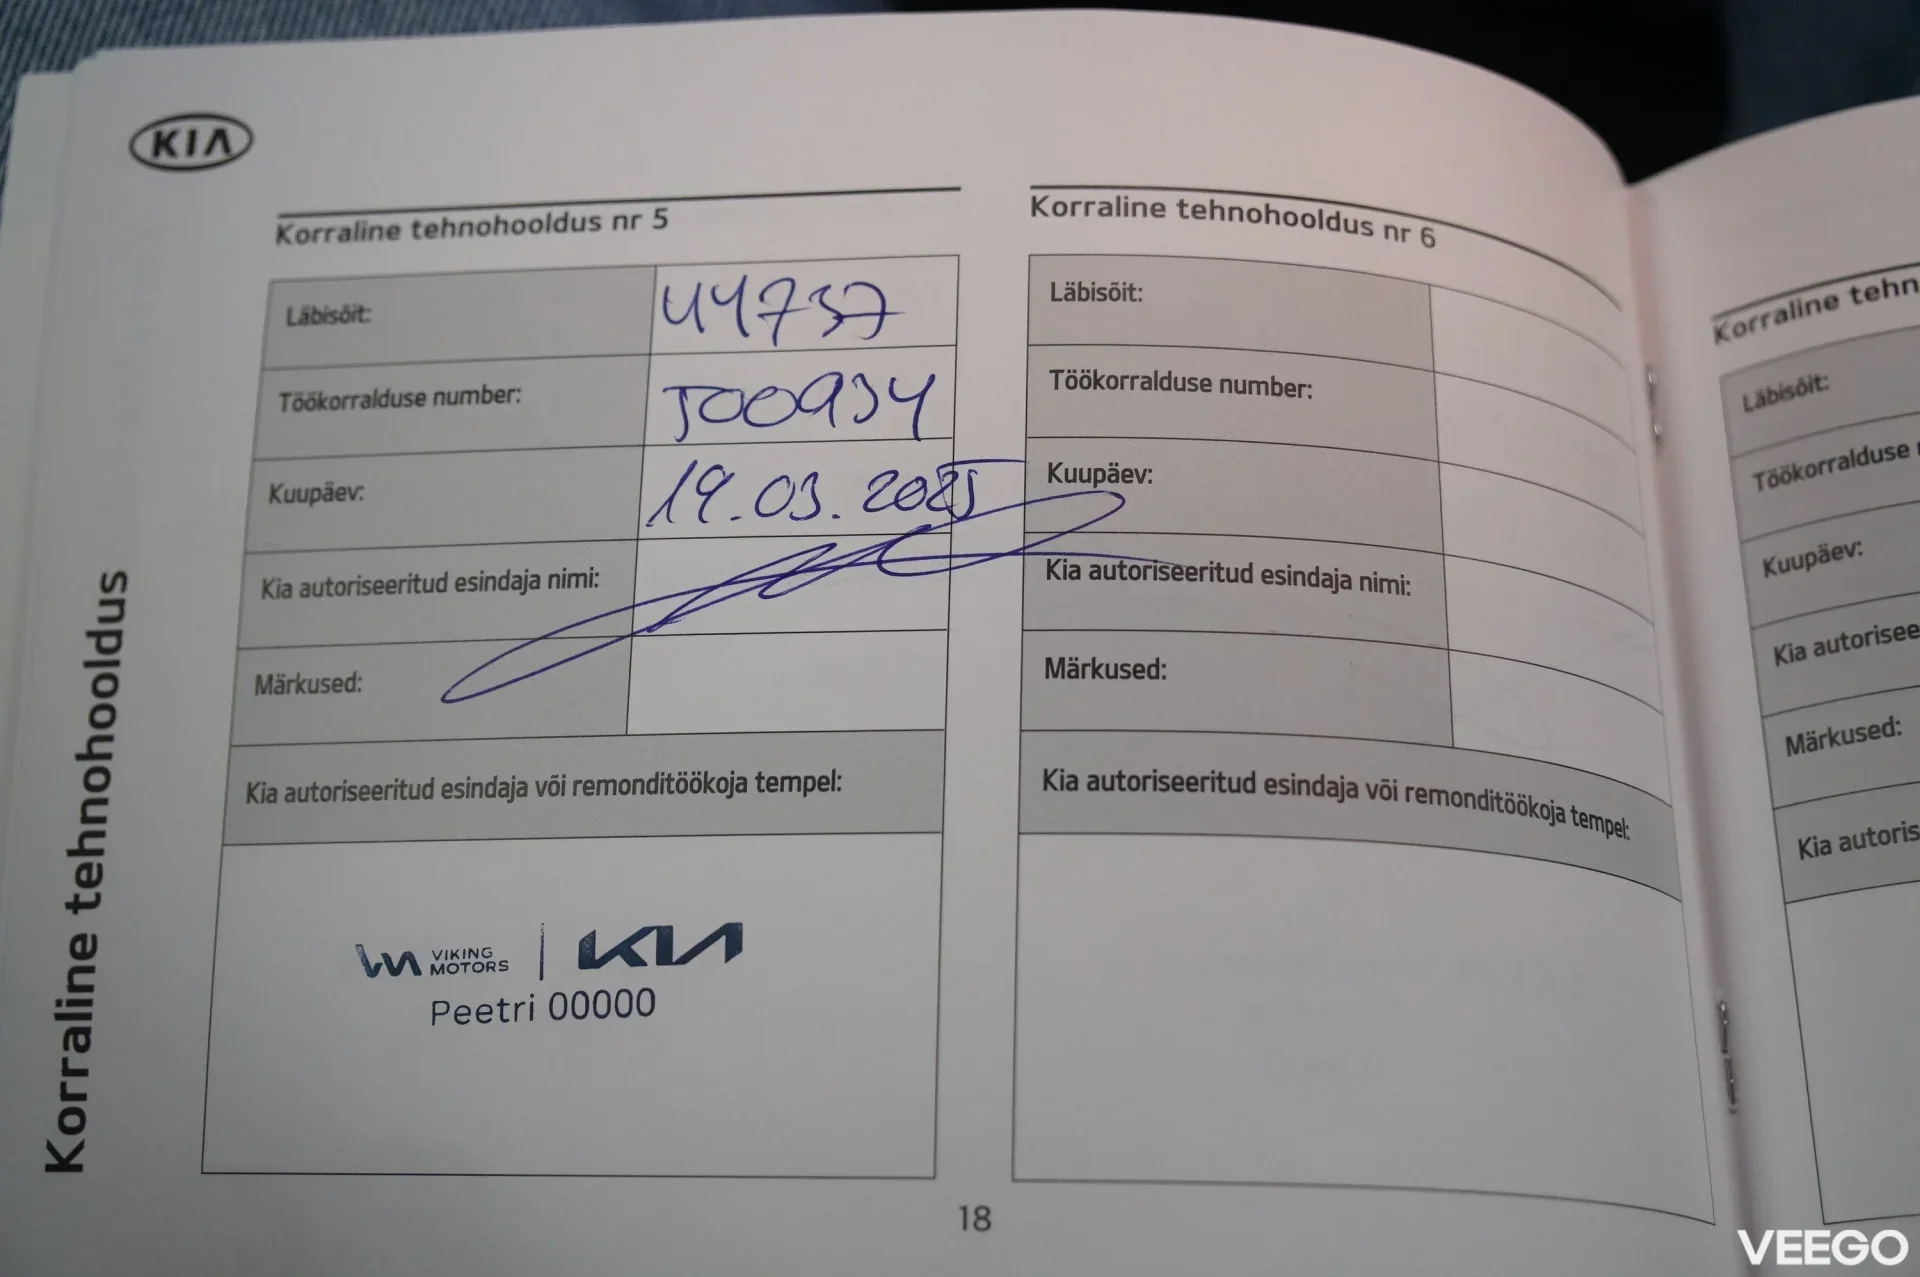 KIA
Korraline tehnohooldus
Korraline tehnohooldus nr 5
Läbisõit: 44737
Töökorralduse number: J00934
Kuupäev: 19.03.2025
Kia autoriseeritud esindaja nimi:
Märkused:
Kia autoriseeritud esindaja või remonditöökoja tempel:
VM VIKING MOTORS | KIA
Peetri 00000
Korraline tehnohooldus nr 6
Läbisõit:
Töökorralduse number:
Kuupäev:
Kia autoriseeritud esindaja nimi:
Märkused:
Kia autoriseeritud esindaja või remonditöökoja tempel:
18
Korraline tehn
Läbisõit:
Töökorralduse
Kuupäev:
Kia autorisee
Märkused:
Kia autoris
VEEGO